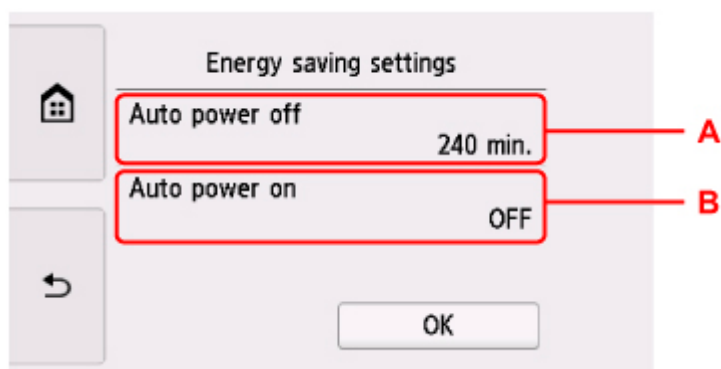 Energy saving settings
Auto power off
240 min.
A
Auto power on
OFF
B
OK